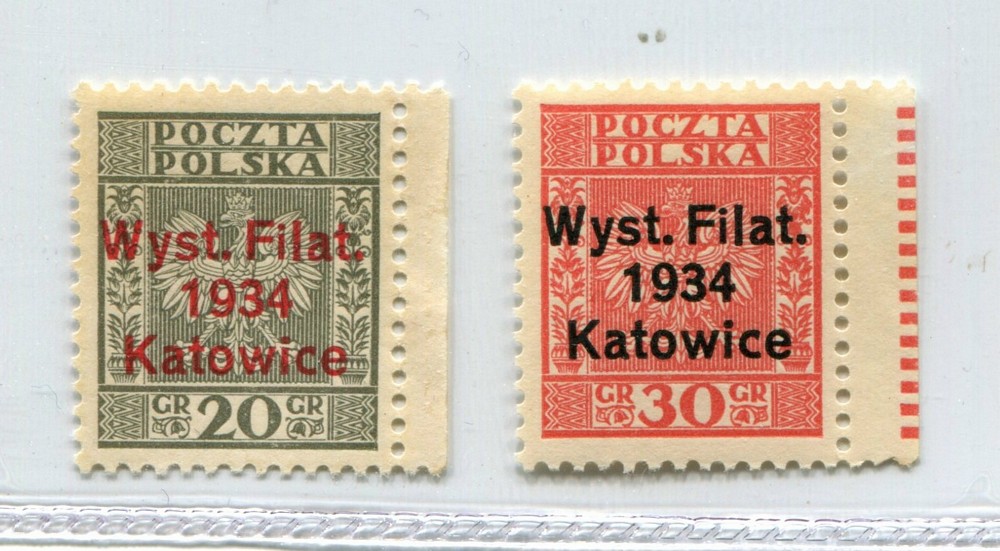 POCZTA
POLSKA
Wyst. Filat.
1934
Katowice
GR 20 GR
POCZTA
POLSKA
Wyst. Filat.
1934
Katowice
GR 30 GR